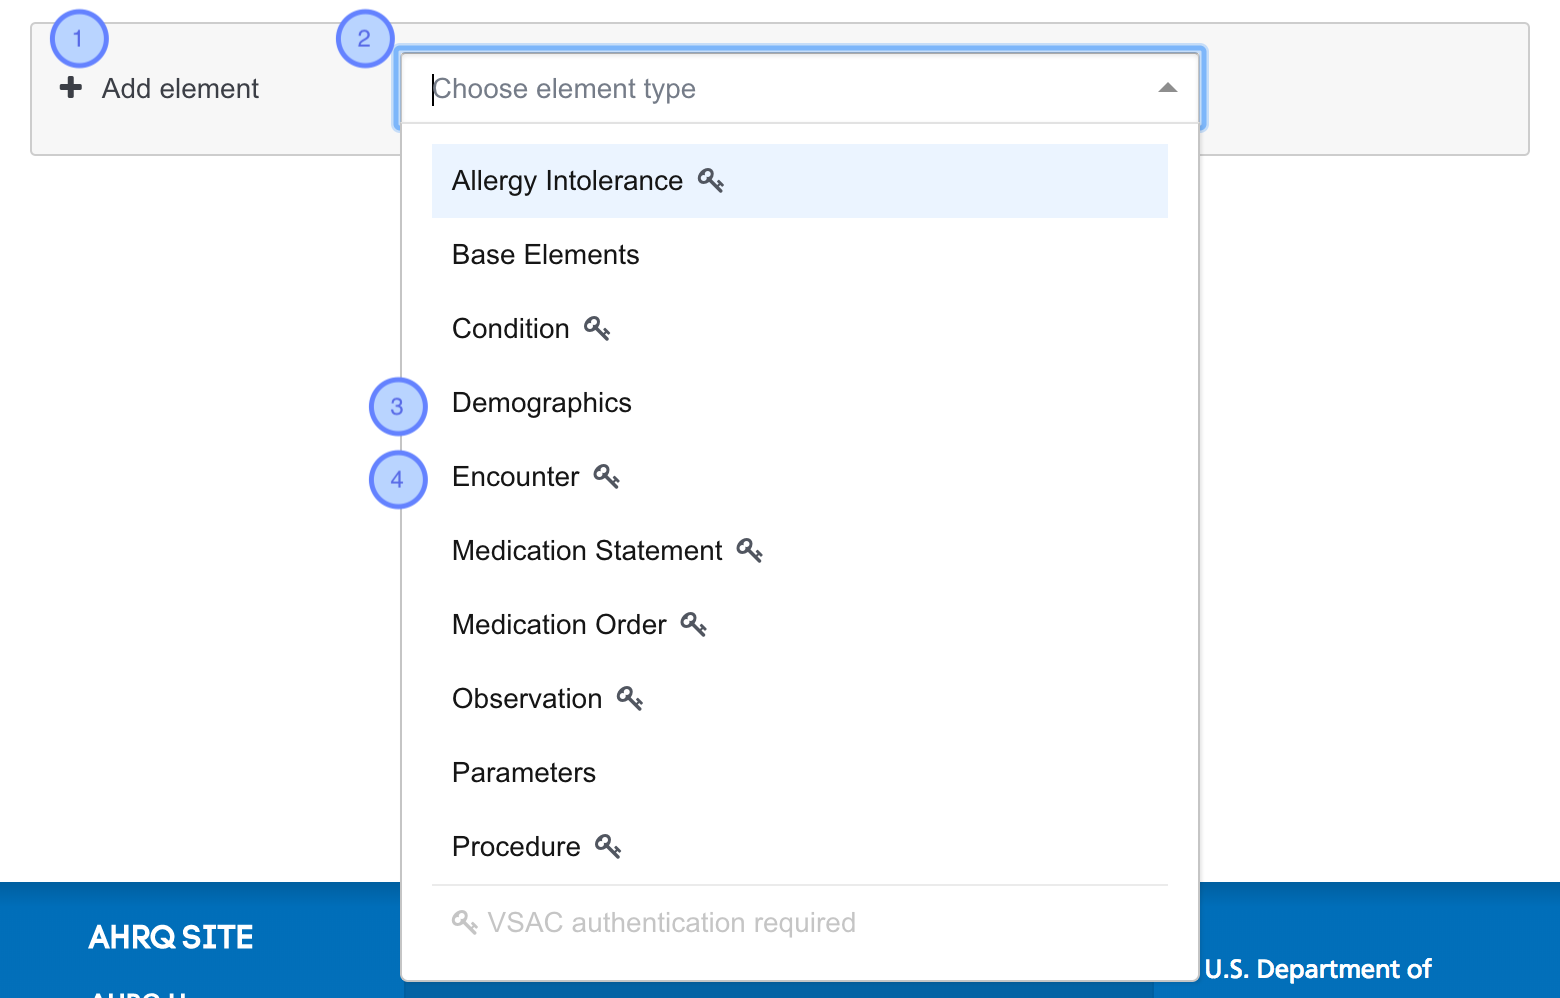 1
2
Add element
Choose element type
Allergy Intolerance
Base Elements
Condition
3
Demographics
4
Encounter
Medication Statement
Medication Order
Observation
Parameters
Procedure
VSAC authentication required
AHRQ SITE
U.S. Department of